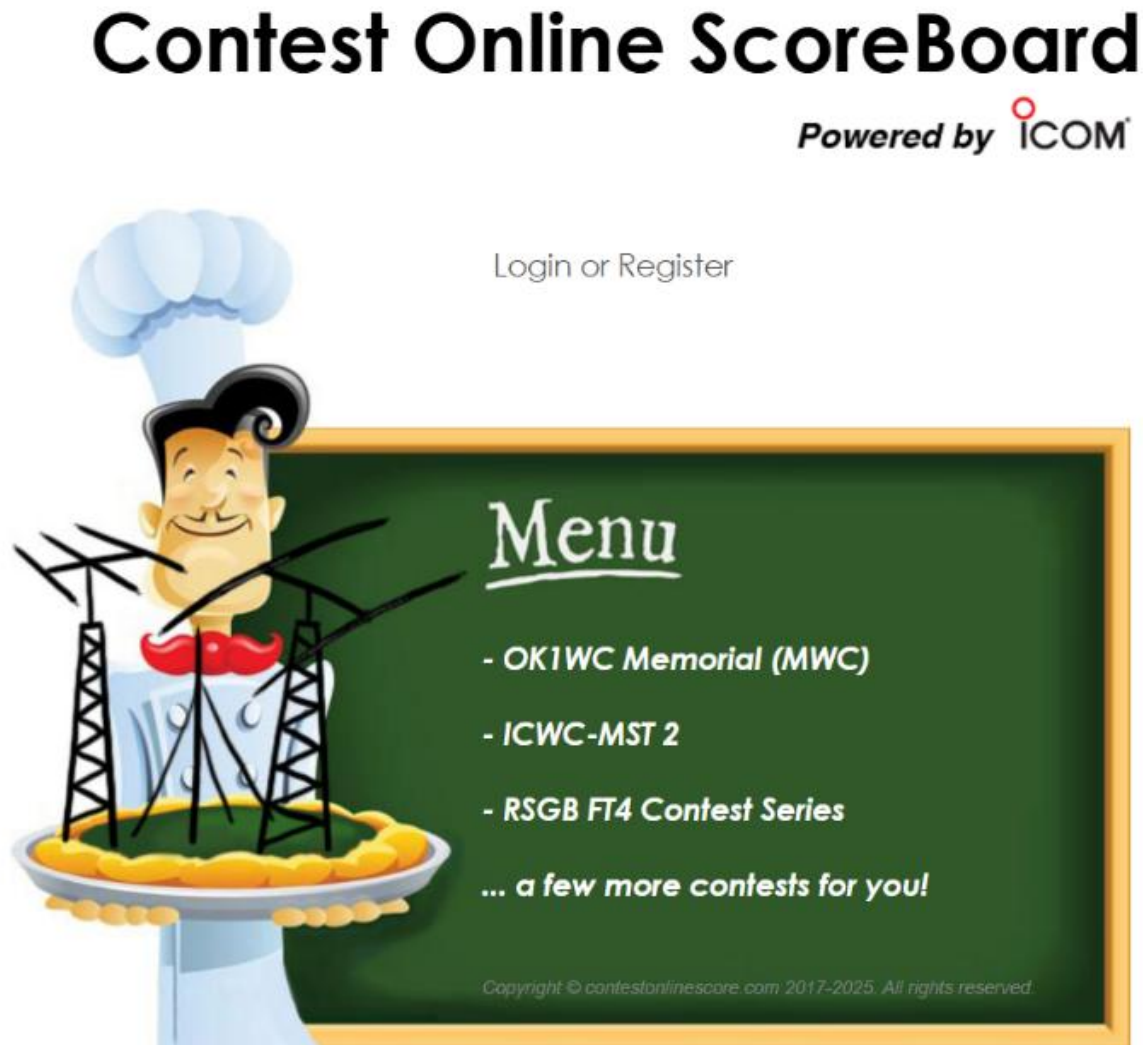 Contest Online ScoreBoard
Powered by ICOM
Login or Register
Menu
- OK1WC Memorial (MWC)
- ICWC-MST 2
- RSGB FT4 Contest Series
... a few more contests for you!
Copyright © contestonlinescore.com 2017-2025. All rights reserved.